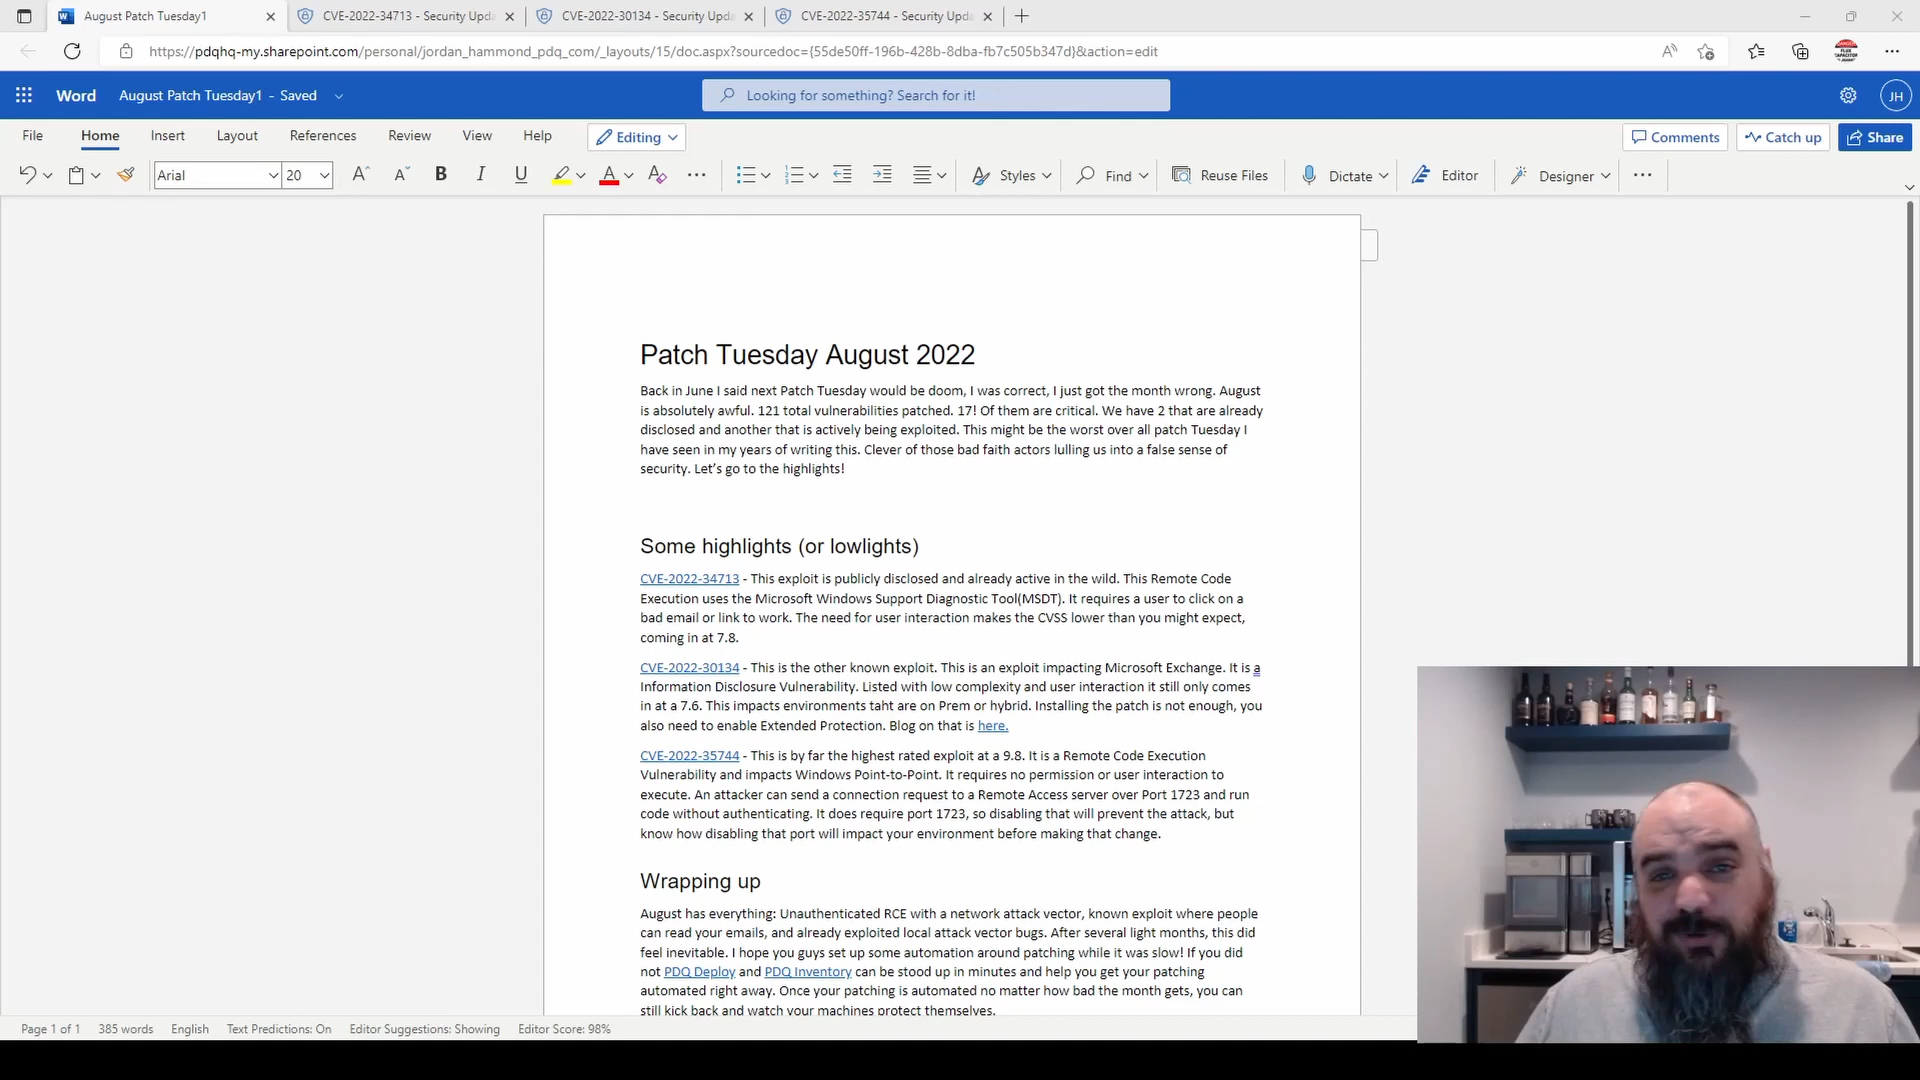 August Patch Tuesday1
CVE-2022-34713 - Security Upda
CVE-2022-30134 - Security Upda
CVE-2022-35744 - Security Upda
https://pdqhq-my.sharepoint.com/personal/jordan_hammond_pdq_com/_layouts/15/doc.aspx?sourcedoc={55de50ff-196b-428b-8dba-fb7c505b347d}&action=edit
Word August Patch Tuesday1 - Saved
Looking for something? Search for it!
JH
File Home Insert Layout References Review View Help Editing
Comments Catch up Share
Arial 20 Styles Find Reuse Files Dictate Editor Designer
Patch Tuesday August 2022
Back in June I said next Patch Tuesday would be doom, I was correct, I just got the month wrong. August
is absolutely awful. 121 total vulnerabilities patched. 17! Of them are critical. We have 2 that are already
disclosed and another that is actively being exploited. This might be the worst over all patch Tuesday I
have seen in my years of writing this. Clever of those bad faith actors lulling us into a false sense of
security. Let’s go to the highlights!
Some highlights (or lowlights)
CVE-2022-34713 - This exploit is publicly disclosed and already active in the wild. This Remote Code
Execution uses the Microsoft Windows Support Diagnostic Tool(MSDT). It requires a user to click on a
bad email or link to work. The need for user interaction makes the CVSS lower than you might expect,
coming in at 7.8.
CVE-2022-30134 - This is the other known exploit. This is an exploit impacting Microsoft Exchange. It is a
Information Disclosure Vulnerability. Listed with low complexity and user interaction it still only comes
in at a 7.6. This impacts environments taht are on Prem or hybrid. Installing the patch is not enough, you
also need to enable Extended Protection. Blog on that is here.
CVE-2022-35744 - This is by far the highest rated exploit at a 9.8. It is a Remote Code Execution
Vulnerability and impacts Windows Point-to-Point. It requires no permission or user interaction to
execute. An attacker can send a connection request to a Remote Access server over Port 1723 and run
code without authenticating. It does require port 1723, so disabling that will prevent the attack, but
know how disabling that port will impact your environment before making that change.
Wrapping up
August has everything: Unauthenticated RCE with a network attack vector, known exploit where people
can read your emails, and already exploited local attack vector bugs. After several light months, this did
feel inevitable. I hope you guys set up some automation around patching while it was slow! If you did
not PDQ Deploy and PDQ Inventory can be stood up in minutes and help you get your patching
automated right away. Once your patching is automated no matter how bad the month gets, you can
still kick back and watch your machines protect themselves.
Page 1 of 1 385 words English Text Predictions: On Editor Suggestions: Showing Editor Score: 98%